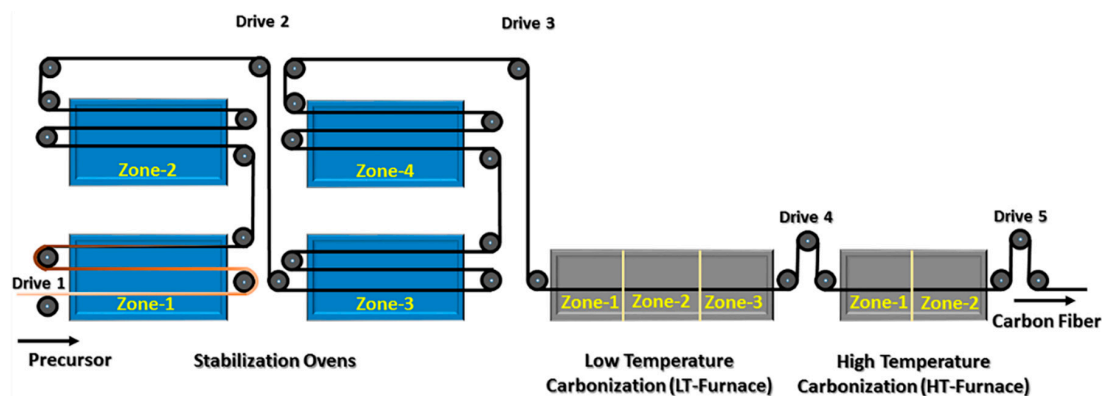 Drive 2
Drive 3
Zone-2
Zone-4
Drive 4
Drive 5
Drive 1
Zone-1
Zone-3
Zone-1
Zone-2
Zone-3
Zone-1
Zone-2
Carbon Fiber
Precursor
Stabilization Ovens
Low Temperature
Carbonization (LT-Furnace)
High Temperature
Carbonization (HT-Furnace)